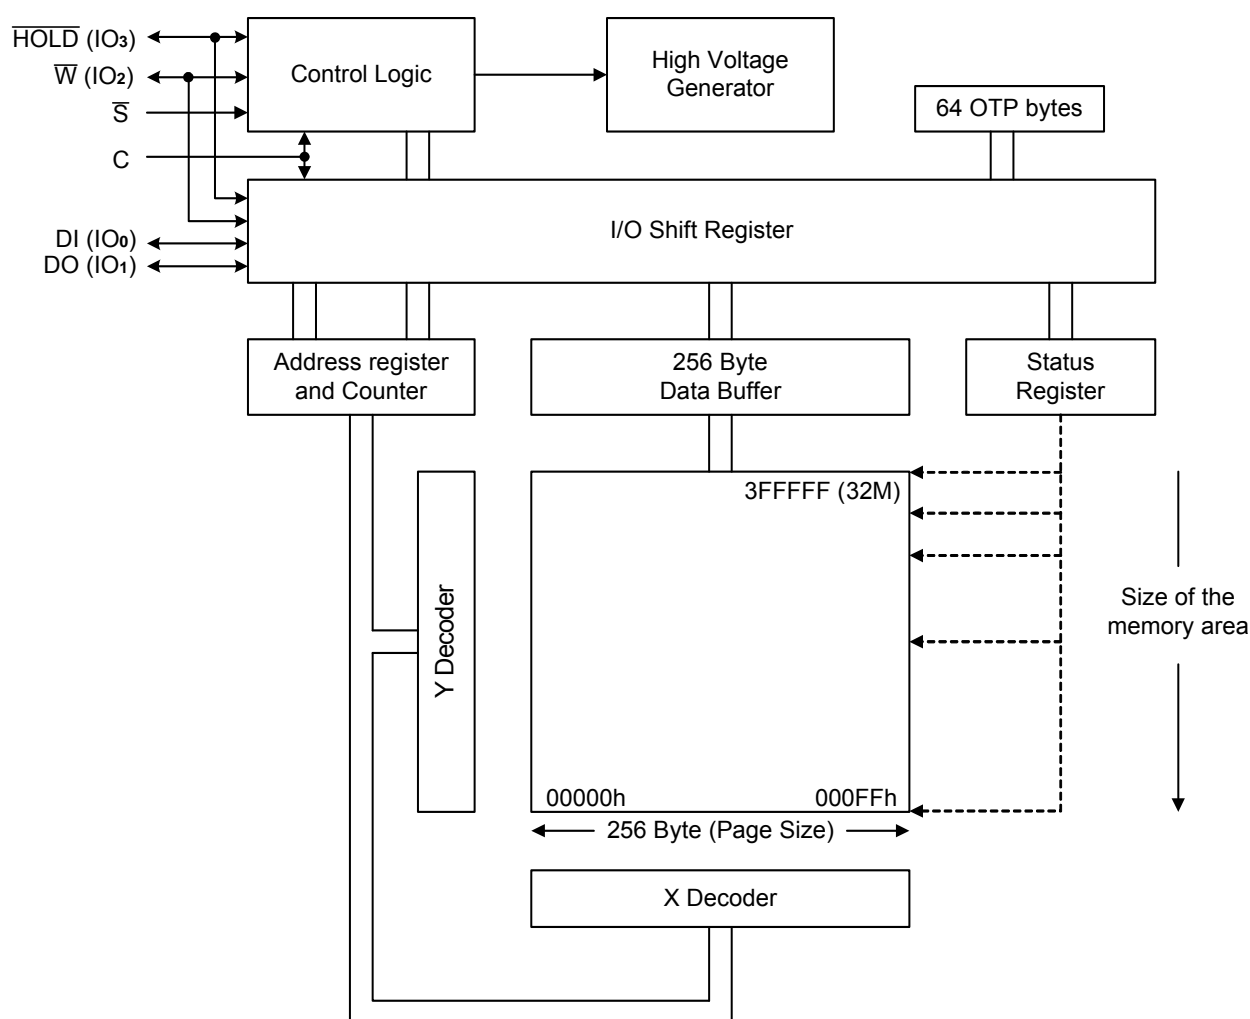 HOLD (IO3)
W (IO2)
S
C
DI (IO0)
DO (IO1)
Control Logic
High Voltage
Generator
64 OTP bytes
I/O Shift Register
Address register
and Counter
256 Byte
Data Buffer
Status
Register
Y Decoder
3FFFFF (32M)
00000h
000FFh
256 Byte (Page Size)
Size of the
memory area
X Decoder